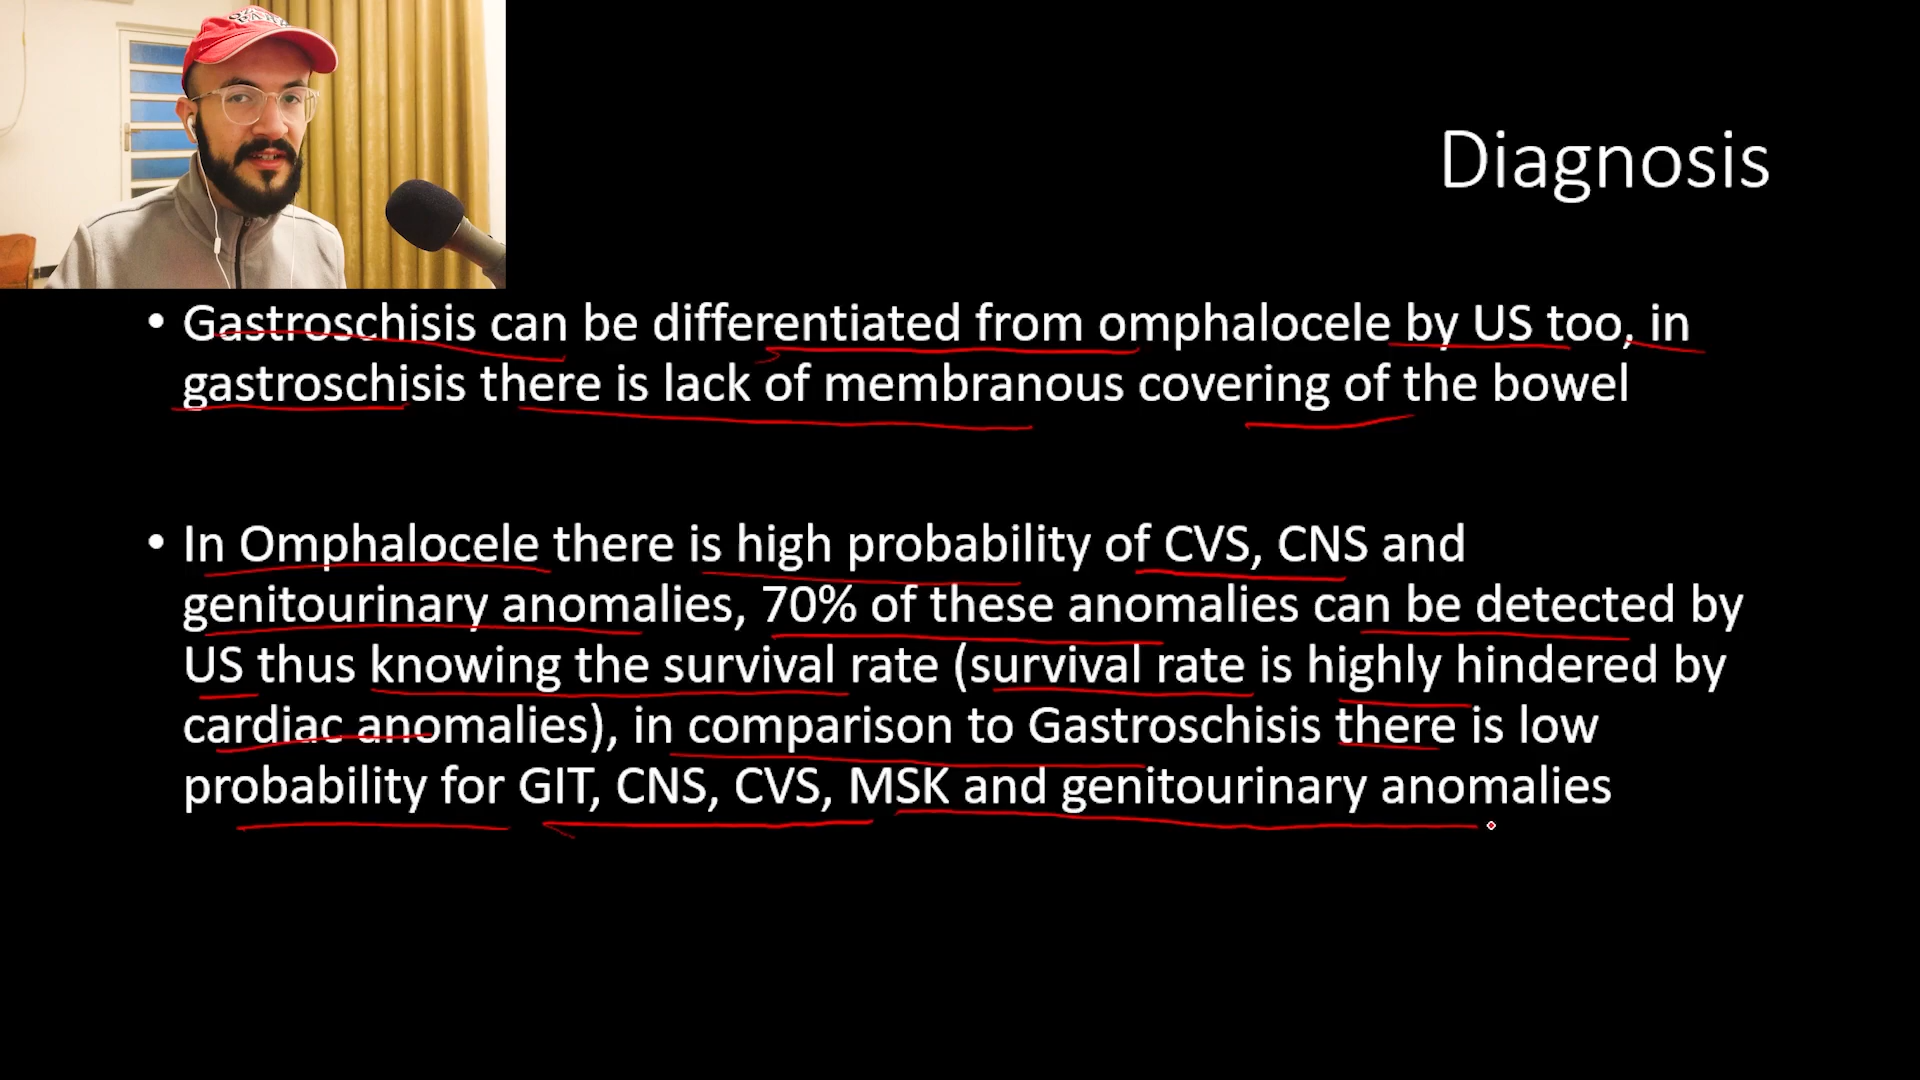 Diagnosis
• Gastroschisis can be differentiated from omphalocele by US too, in
gastroschisis there is lack of membranous covering of the bowel
• In Omphalocele there is high probability of CVS, CNS and
genitourinary anomalies, 70% of these anomalies can be detected by
US thus knowing the survival rate (survival rate is highly hindered by
cardiac anomalies), in comparison to Gastroschisis there is low
probability for GIT, CNS, CVS, MSK and genitourinary anomalies